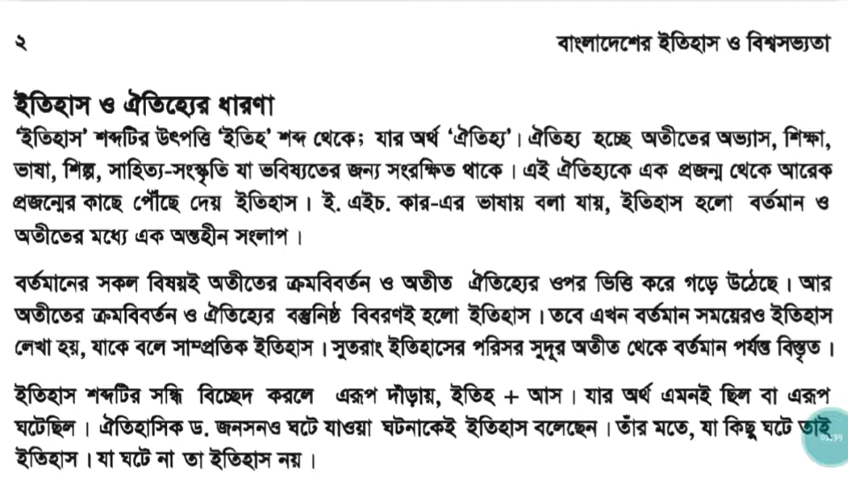 ২ বাংলাদেশের ইতিহাস ও বিশ্বসভ্যতা
ইতিহাস ও ঐতিহ্যের ধারণা
‘ইতিহাস’ শব্দটির উৎপত্তি ‘ইতিহ’ শব্দ থেকে; যার অর্থ ‘ঐতিহ্য’। ঐতিহ্য হচ্ছে অতীতের অভ্যাস, শিক্ষা,
ভাষা, শিল্প, সাহিত্য-সংস্কৃতি যা ভবিষ্যতের জন্য সংরক্ষিত থাকে। এই ঐতিহ্যকে এক প্রজন্ম থেকে আরেক
প্রজন্মের কাছে পৌঁছে দেয় ইতিহাস। ই. এইচ. কার-এর ভাষায় বলা যায়, ইতিহাস হলো বর্তমান ও
অতীতের মধ্যে এক অন্তহীন সংলাপ।
বর্তমানের সকল বিষয়ই অতীতের ক্রমবিবর্তন ও অতীত ঐতিহ্যের ওপর ভিত্তি করে গড়ে উঠেছে। আর
অতীতের ক্রমবিবর্তন ও ঐতিহ্যের বস্তুনিষ্ঠ বিবরণই হলো ইতিহাস। তবে এখন বর্তমান সময়েরও ইতিহাস
লেখা হয়, যাকে বলে সাম্প্রতিক ইতিহাস। সুতরাং ইতিহাসের পরিসর সুদূর অতীত থেকে বর্তমান পর্যন্ত বিস্তৃত।
ইতিহাস শব্দটির সন্ধি বিচ্ছেদ করলে এরূপ দাঁড়ায়, ইতিহ + আস। যার অর্থ এমনই ছিল বা এরূপ
ঘটেছিল। ঐতিহাসিক ড. জনসনও ঘটে যাওয়া ঘটনাকেই ইতিহাস বলেছেন। তাঁর মতে, যা কিছু ঘটে তাই
ইতিহাস। যা ঘটে না তা ইতিহাস নয়।